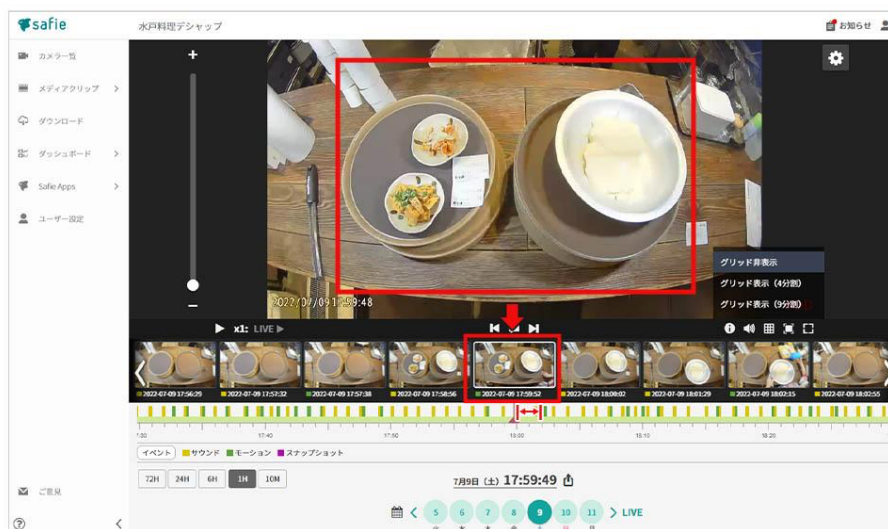 safie
水戸料理デシャップ
お知らせ
カメラ一覧
メディアクリップ
ダウンロード
ダッシュボード
Safie Apps
ユーザー設定
ご意見
グリッド非表示
グリッド表示（4分割）
グリッド表示（9分割）
2022/07/09 17:59:48
x1: LIVE
2022-07-09 17:56:29
2022-07-09 17:57:32
2022-07-09 17:57:38
2022-07-09 17:58:56
2022-07-09 17:59:52
2022-07-09 18:00:02
2022-07-09 18:01:29
2022-07-09 18:02:15
2022-07-09 18:02:55
17:40
17:50
18:00
18:10
18:20
イベント サウンド モーション スナップショット
72H 24H 6H 1H 10M
7月9日（土） 17:59:49
5 6 7 8 9 10 11 LIVE